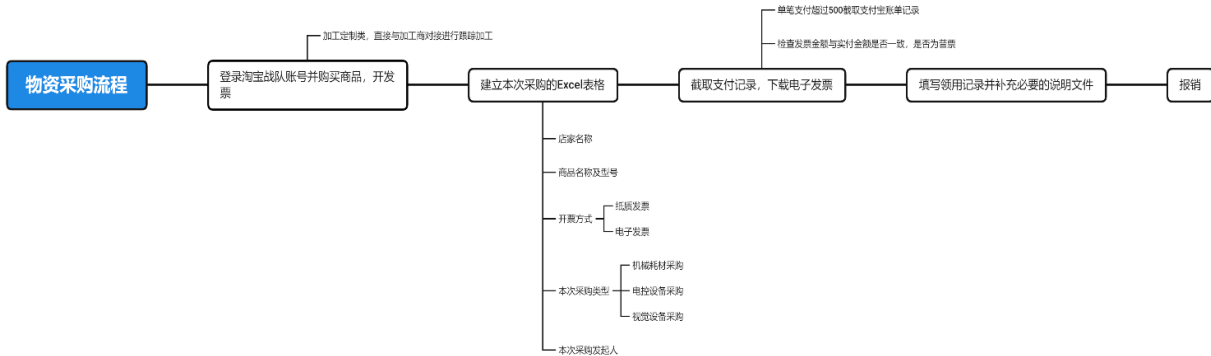 物资采购流程
加工定制类，直接与加工商对接进行跟踪加工
登录淘宝战队账号并购买商品，开发
票
建立本次采购的Excel表格
店家名称
商品名称及型号
开票方式
纸质发票
电子发票
本次采购类型
机械耗材采购
电控设备采购
视觉设备采购
本次采购发起人
单笔支付超过500截取支付宝账单记录
检查发票金额与实付金额是否一致，是否为普票
截取支付记录，下载电子发票
填写领用记录并补充必要的说明文件
报销